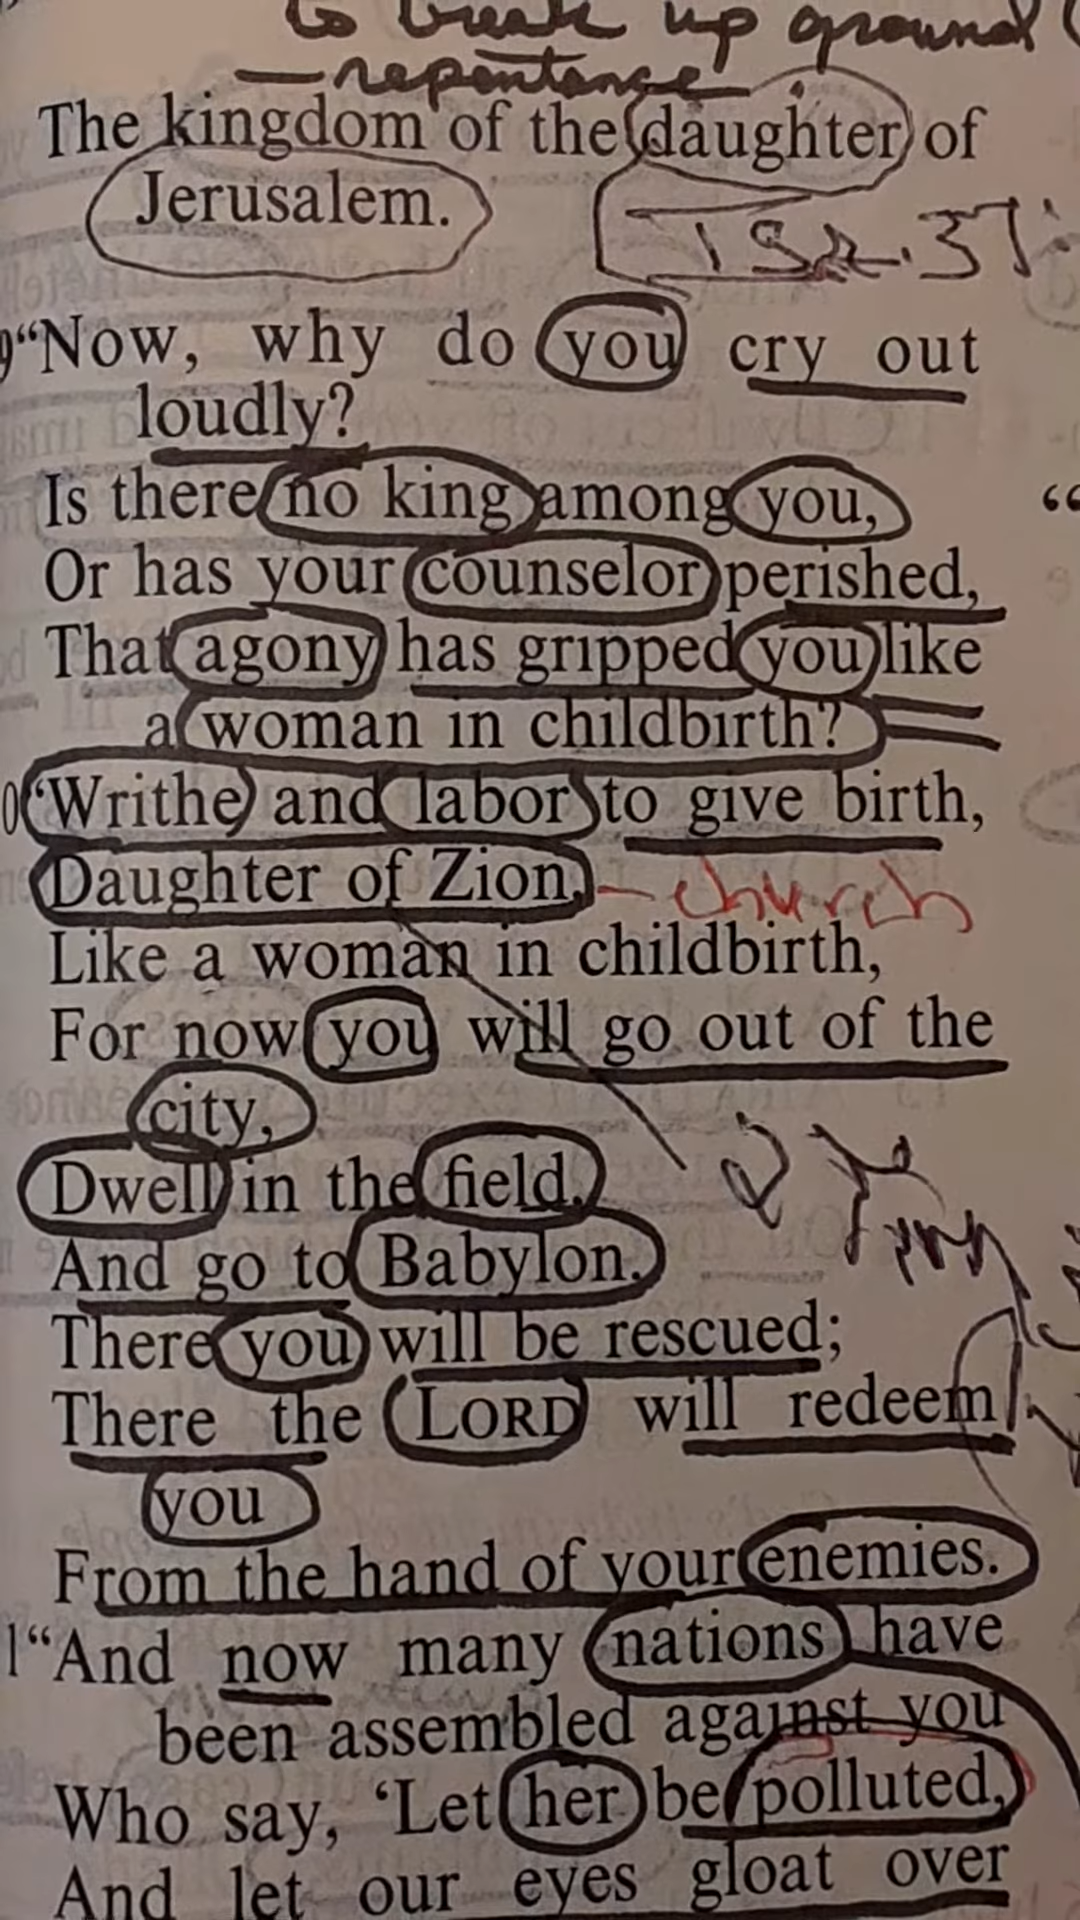 to break up ground
— repentance
The kingdom of the daughter of
Jerusalem.
Isa. 37:
9 “Now, why do you cry out
loudly?
Is there no king among you,
Or has your counselor perished,
That agony has gripped you like
a woman in childbirth?
0 “Writhe and labor to give birth,
Daughter of Zion, - church
Like a woman in childbirth,
For now you will go out of the
city,
Dwell in the field,
And go to Babylon.
There you will be rescued;
There the LORD will redeem
you
From the hand of your enemies.
1 “And now many nations have
been assembled against you
Who say, ‘Let her be polluted,
And let our eyes gloat over